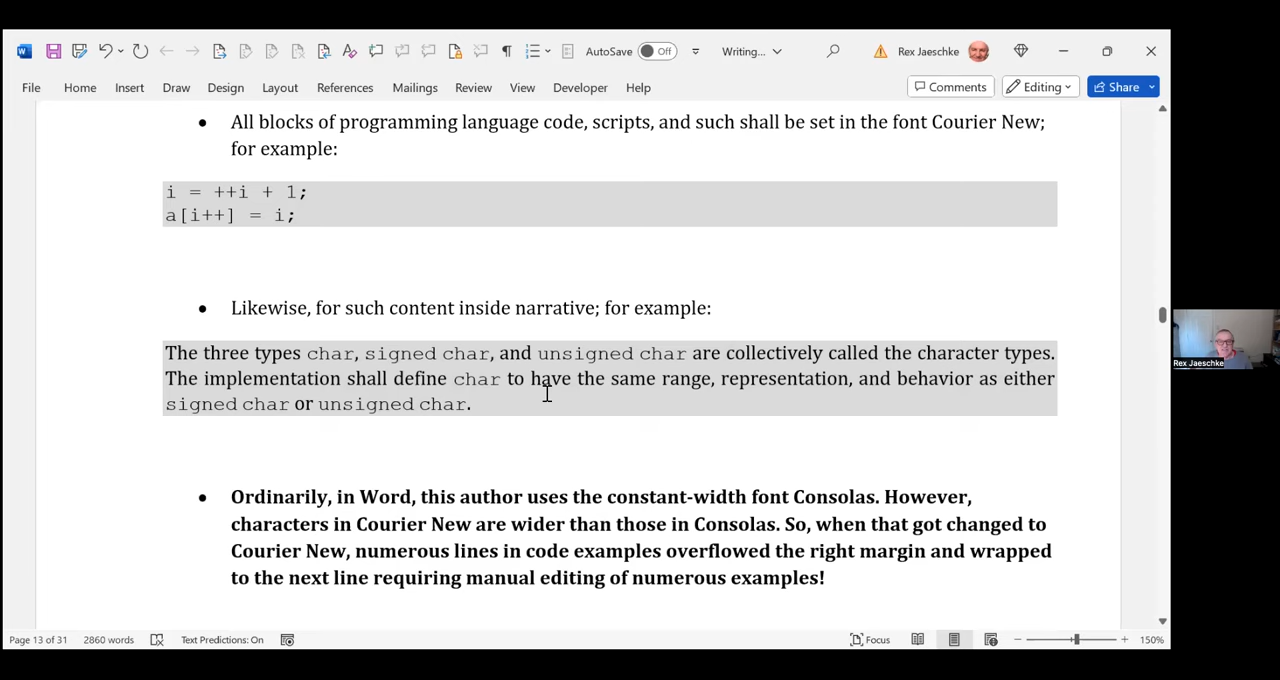 AutoSave Off Writing... Rex Jaeschke
File Home Insert Draw Design Layout References Mailings Review View Developer Help Comments Editing Share
All blocks of programming language code, scripts, and such shall be set in the font Courier New;
for example:
i = ++i + 1;
a[i++] = i;
Likewise, for such content inside narrative; for example:
The three types char, signed char, and unsigned char are collectively called the character types.
The implementation shall define char to have the same range, representation, and behavior as either
signed char or unsigned char.
Ordinarily, in Word, this author uses the constant-width font Consolas. However,
characters in Courier New are wider than those in Consolas. So, when that got changed to
Courier New, numerous lines in code examples overflowed the right margin and wrapped
to the next line requiring manual editing of numerous examples!
Rex Jaeschke
Page 13 of 31 2860 words Text Predictions: On Focus 150%